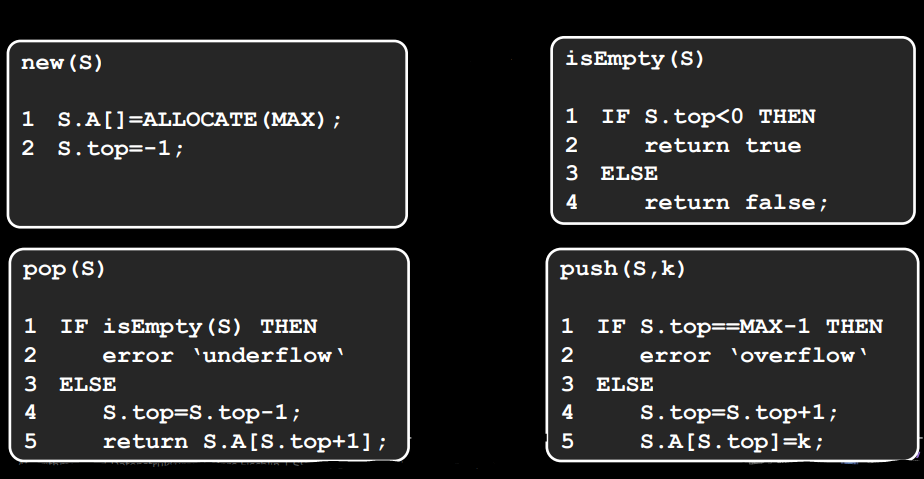 new(S)
1 S.A[]=ALLOCATE(MAX);
2 S.top=-1;
isEmpty(S)
1 IF S.top<0 THEN
2 return true
3 ELSE
4 return false;
pop(S)
1 IF isEmpty(S) THEN
2 error ‵underflow‵
3 ELSE
4 S.top=S.top-1;
5 return S.A[S.top+1];
push(S,k)
1 IF S.top==MAX-1 THEN
2 error ‵overflow‵
3 ELSE
4 S.top=S.top+1;
5 S.A[S.top]=k;